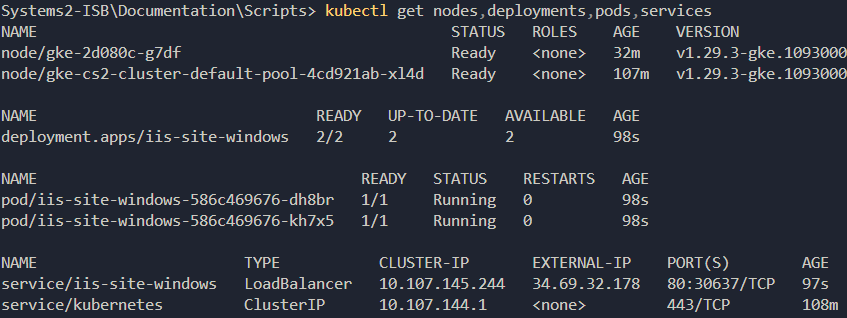 Systems2-ISB\Documentation\Scripts> kubectl get nodes,deployments,pods,services
NAME STATUS ROLES AGE VERSION
node/gke-2d080c-g7df Ready <none> 32m v1.29.3-gke.1093000
node/gke-cs2-cluster-default-pool-4cd921ab-xl4d Ready <none> 107m v1.29.3-gke.1093000
NAME READY UP-TO-DATE AVAILABLE AGE
deployment.apps/iis-site-windows 2/2 2 2 98s
NAME READY STATUS RESTARTS AGE
pod/iis-site-windows-586c469676-dh8br 1/1 Running 0 98s
pod/iis-site-windows-586c469676-kh7x5 1/1 Running 0 98s
NAME TYPE CLUSTER-IP EXTERNAL-IP PORT(S) AGE
service/iis-site-windows LoadBalancer 10.107.145.244 34.69.32.178 80:30637/TCP 97s
service/kubernetes ClusterIP 10.107.144.1 <none> 443/TCP 108m